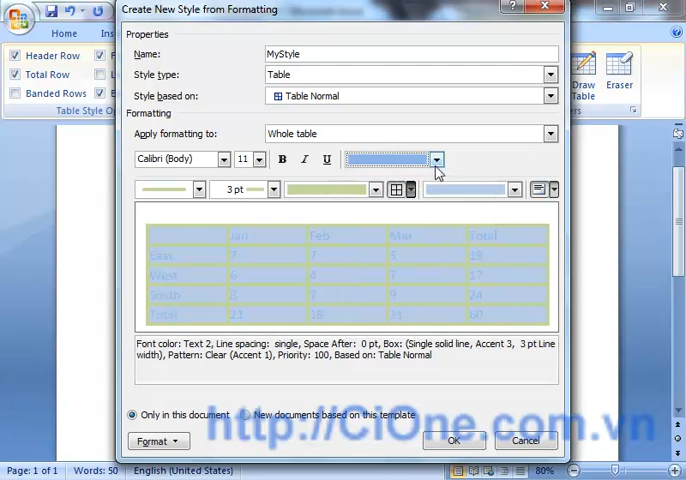 Create New Style from Formatting
Properties
Name: MyStyle
Style type: Table
Style based on: Table Normal
Formatting
Apply formatting to: Whole table
Calibri (Body) 11 B I U
3 pt
Jan Feb Mar Total
East 7 7 5 19
West 6 4 7 17
South 8 7 9 24
Total 21 18 21 60
Font color: Text 2, Line spacing: single, Space After: 0 pt, Box: (Single solid line, Accent 3, 3 pt Line
width), Pattern: Clear (Accent 1), Priority: 100, Based on: Table Normal
Only in this document New documents based on this template
http://CiOne.com.vn
Format OK Cancel
Home
Header Row
Total Row
Banded Rows
Table Style Op
Draw
Table
Eraser
Page: 1 of 1 Words: 50 English (United States) 80%